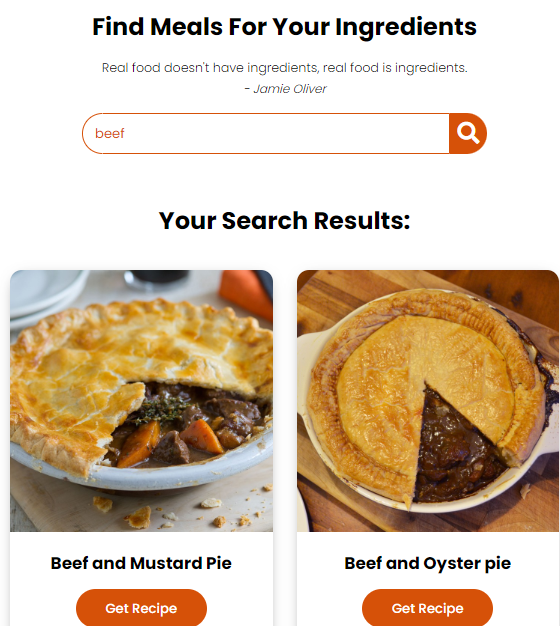 Find Meals For Your Ingredients
Real food doesn't have ingredients, real food is ingredients.
- Jamie Oliver
beef
Your Search Results:
Beef and Mustard Pie
Beef and Oyster pie
Get Recipe
Get Recipe